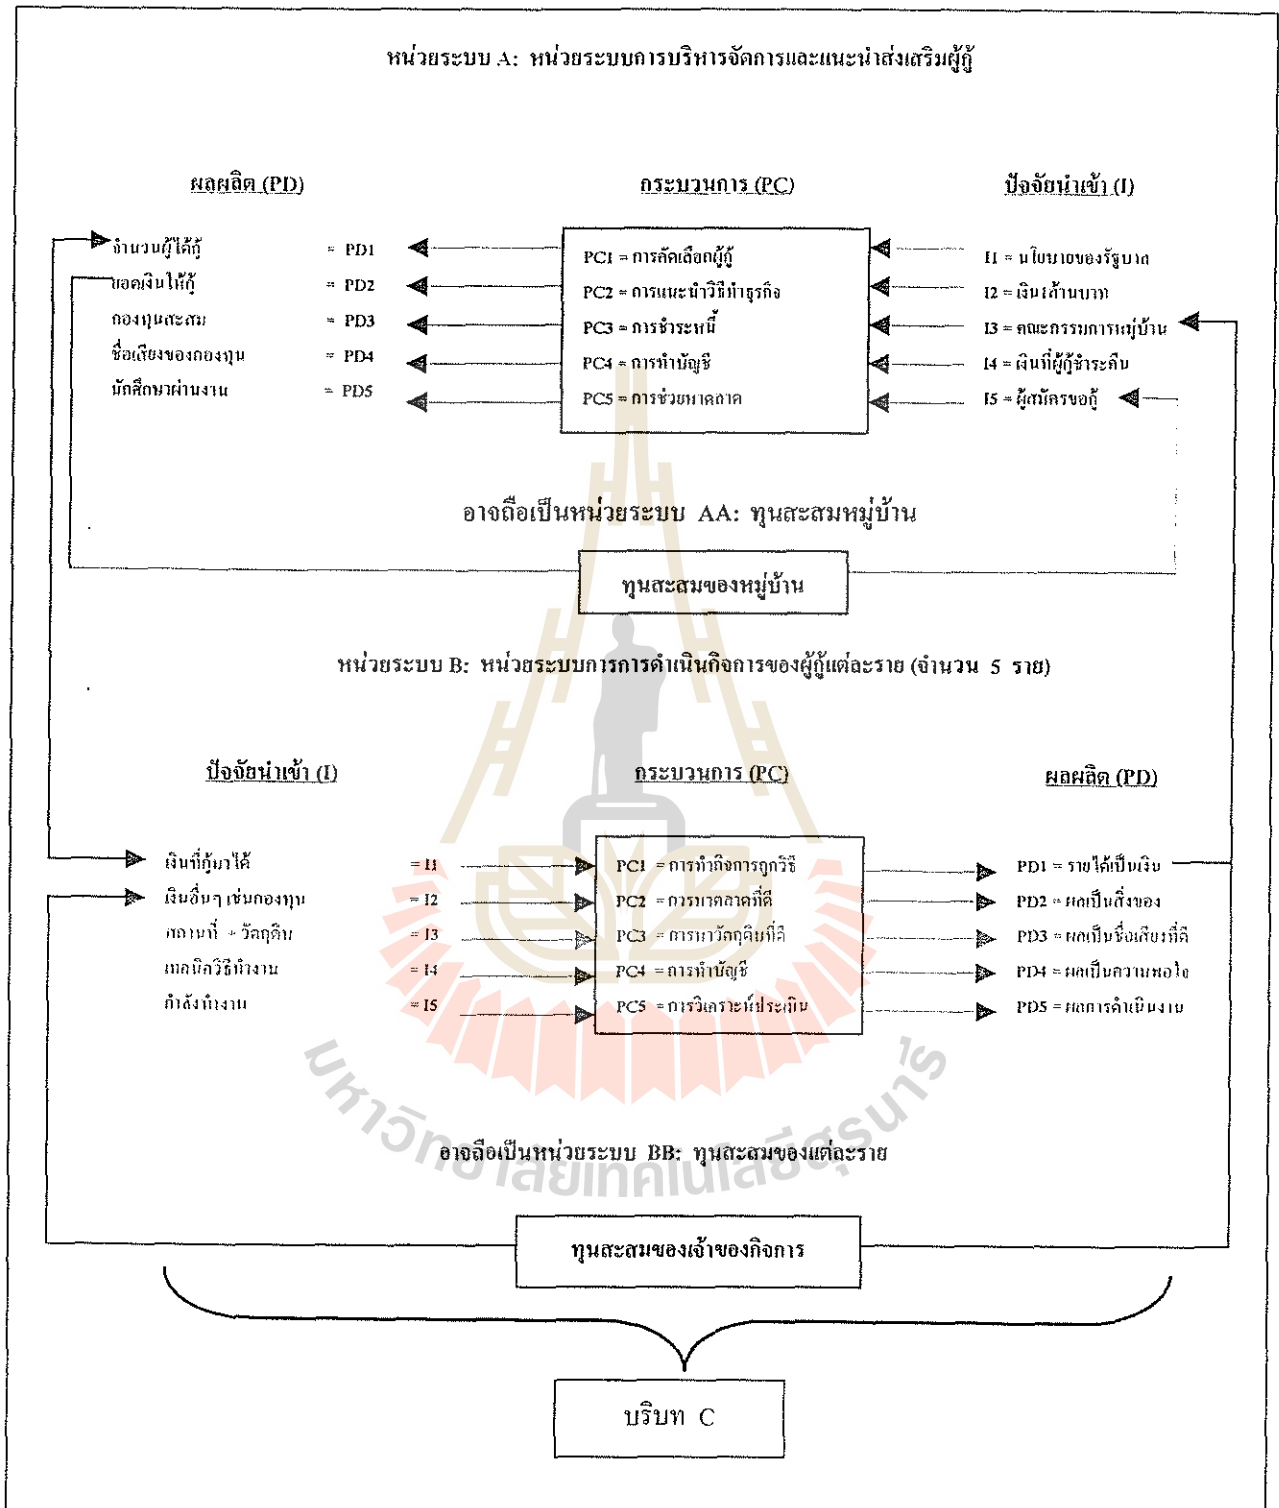 หน่วยระบบ A: หน่วยระบบการบริหารจัดการและแนะนำส่งเสริมผู้กู้
ผลผลิต (PD) กระบวนการ (PC) ปัจจัยนำเข้า (I)
จำนวนผู้ได้กู้ = PD1 PC1 = การคัดเลือกผู้กู้ I1 = นโยบายของรัฐบาล
ยอดเงินให้กู้ = PD2 PC2 = การแนะนำวิธีทำธุรกิจ I2 = เงิน1ล้านบาท
กองทุนสะสม = PD3 PC3 = การชำระหนี้ I3 = คณะกรรมการหมู่บ้าน
ชื่อเสียงของกองทุน = PD4 PC4 = การทำบัญชี I4 = เงินที่ผู้กู้ชำระคืน
นักศึกษาผ่านงาน = PD5 PC5 = การช่วยหาตลาด I5 = ผู้สมัครขอกู้
อาจถือเป็นหน่วยระบบ AA: ทุนสะสมหมู่บ้าน
ทุนสะสมของหมู่บ้าน
หน่วยระบบ B: หน่วยระบบการการดำเนินกิจการของผู้กู้แต่ละราย (จำนวน 5 ราย)
ปัจจัยนำเข้า (I) กระบวนการ (PC) ผลผลิต (PD)
เงินที่กู้มาได้ = I1 PC1 = การทำกิจการถูกวิธี PD1 = รายได้เป็นเงิน
เงินอื่นๆ เช่นกองทุน = I2 PC2 = การหาตลาดที่ดี PD2 = ผลเป็นสิ่งของ
สถานที่ + วัตถุดิบ = I3 PC3 = การหาวัตถุดิบที่ดี PD3 = ผลเป็นชื่อเสียงที่ดี
เทคนิควิธีทำงาน = I4 PC4 = การทำบัญชี PD4 = ผลเป็นความพอใจ
กำลังทำงาน = I5 PC5 = การวิเคราะห์ประเมิน PD5 = ผลการดำเนินงาน
มหาวิทยาลัยเทคโนโลยีสุรนารี
อาจถือเป็นหน่วยระบบ BB: ทุนสะสมของแต่ละราย
ทุนสะสมของเจ้าของกิจการ
บริบท C